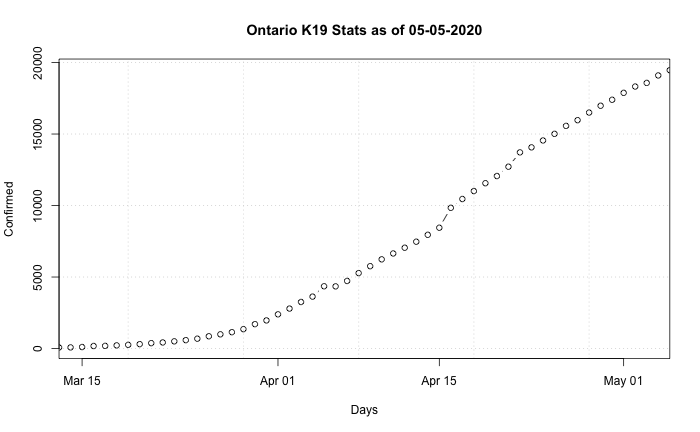 Ontario K19 Stats as of 05-05-2020
20000
15000
10000
5000
0
Confirmed
Mar 15 Apr 01 Apr 15 May 01
Days